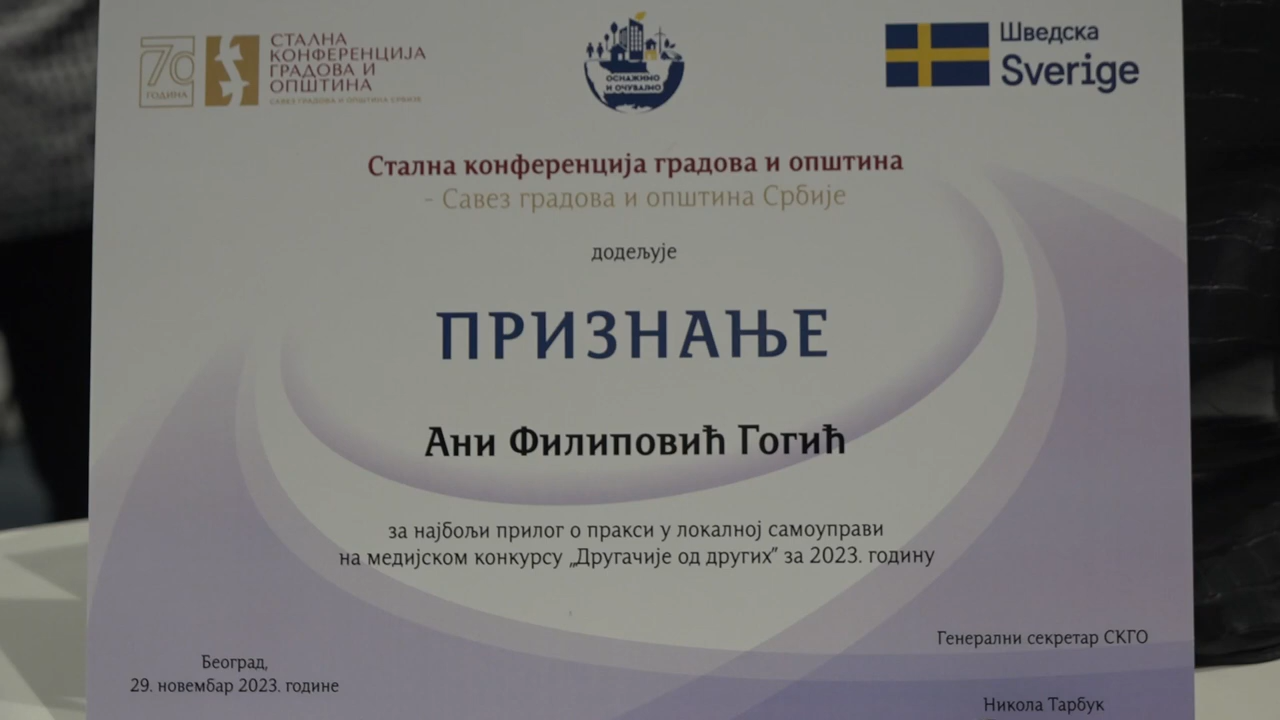 70
ГОДИНА
СТАЛНА
КОНФЕРЕНЦИЈА
ГРАДОВА И
ОПШТИНА
САВЕЗ ГРАДОВА И ОПШТИНА СРБИЈЕ
ОСНАЖИМО
И ОЧУВАЈМО
Шведска
Sverige
Стална конференција градова и општина
- Савез градова и општина Србије
додељује
ПРИЗНАЊЕ
Ани Филиповић Гогић
за најбољи прилог о пракси у локалној самоуправи
на медијском конкурсу „Другачије од других” за 2023. годину
Генерални секретар СКГО
Београд,
29. новембар 2023. године
Никола Тарбук